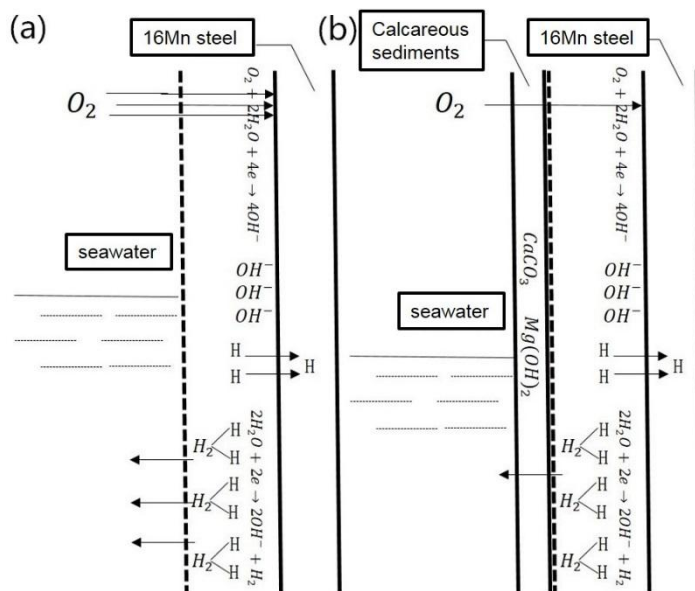 (a)
16Mn steel
O₂
O₂ + 2H₂O + 4e → 4OH⁻
seawater
OH⁻
OH⁻
OH⁻
H
H
H
2H₂O + 2e → 2OH⁻ + H₂
H₂
H
H
H₂
H
H
H₂
H
H
(b)
Calcareous
sediments
16Mn steel
O₂
O₂ + 2H₂O + 4e → 4OH⁻
CaCO₃
Mg(OH)₂
seawater
OH⁻
OH⁻
OH⁻
H
H
H
2H₂O + 2e → 2OH⁻ + H₂
H₂
H
H
H₂
H
H
H₂
H
H